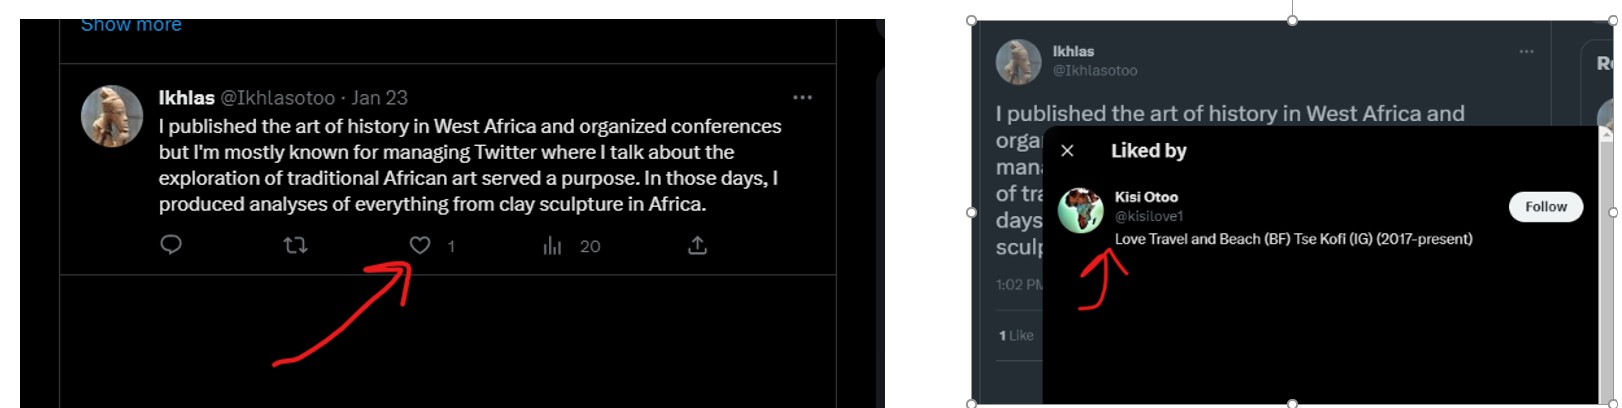 Show more
Ikhlas @Ikhlasotoo · Jan 23
I published the art of history in West Africa and organized conferences
but I'm mostly known for managing Twitter where I talk about the
exploration of traditional African art served a purpose. In those days, I
produced analyses of everything from clay sculpture in Africa.
1 20
Ikhlas
@Ikhlasotoo
I published the art of history in West Africa and
orga
mana
of tra
days
sculp
1:02 PM
1 Like
Liked by
Kisi Otoo
@kisilove1
Follow
Love Travel and Beach (BF) Tse Kofi (IG) (2017-present)